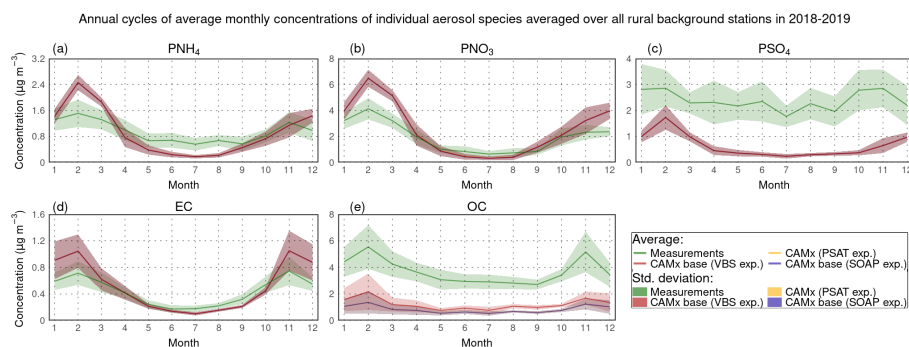 Annual cycles of average monthly concentrations of individual aerosol species averaged over all rural background stations in 2018-2019
(a) PNH4 (b) PNO3 (c) PSO4
Concentration (μg m−3)
3.2 8 4
2.4 6 3
1.6 4 2
0.8 2 1
0 0 0
1 2 3 4 5 6 7 8 9 10 11 12 1 2 3 4 5 6 7 8 9 10 11 12 1 2 3 4 5 6 7 8 9 10 11 12
Month Month Month
(d) EC (e) OC
Concentration (μg m−3)
1.6 8
1.2 6
0.8 4
0.4 2
0 0
1 2 3 4 5 6 7 8 9 10 11 12 1 2 3 4 5 6 7 8 9 10 11 12
Month Month
Average:
Measurements CAMx (PSAT exp.)
CAMx base (VBS exp.) CAMx base (SOAP exp.)
Std. deviation:
Measurements CAMx (PSAT exp.)
CAMx base (VBS exp.) CAMx base (SOAP exp.)